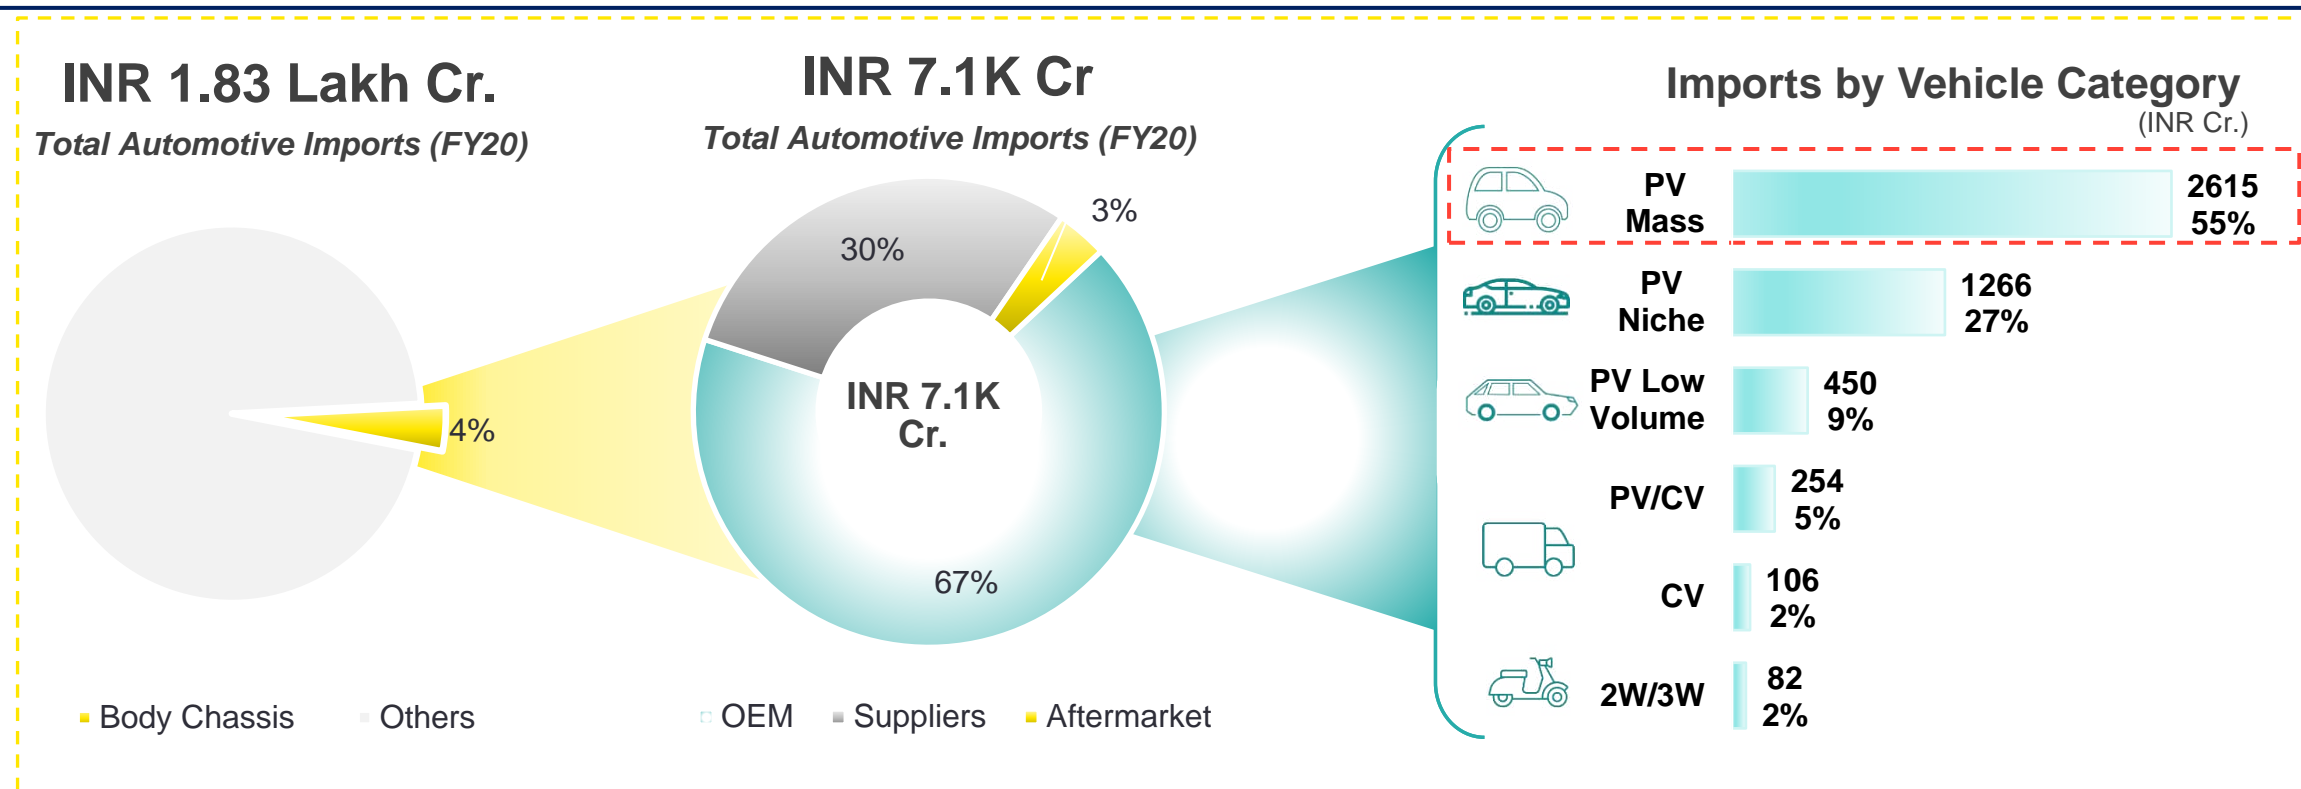 INR 1.83 Lakh Cr.
Total Automotive Imports (FY20)
4%
Body Chassis
Others
INR 7.1K Cr
Total Automotive Imports (FY20)
3%
30%
INR 7.1K
Cr.
67%
OEM
Suppliers
Aftermarket
Imports by Vehicle Category
(INR Cr.)
PV
Mass
2615
55%
PV
Niche
1266
27%
PV Low
Volume
450
9%
PV/CV
254
5%
CV
106
2%
2W/3W
82
2%